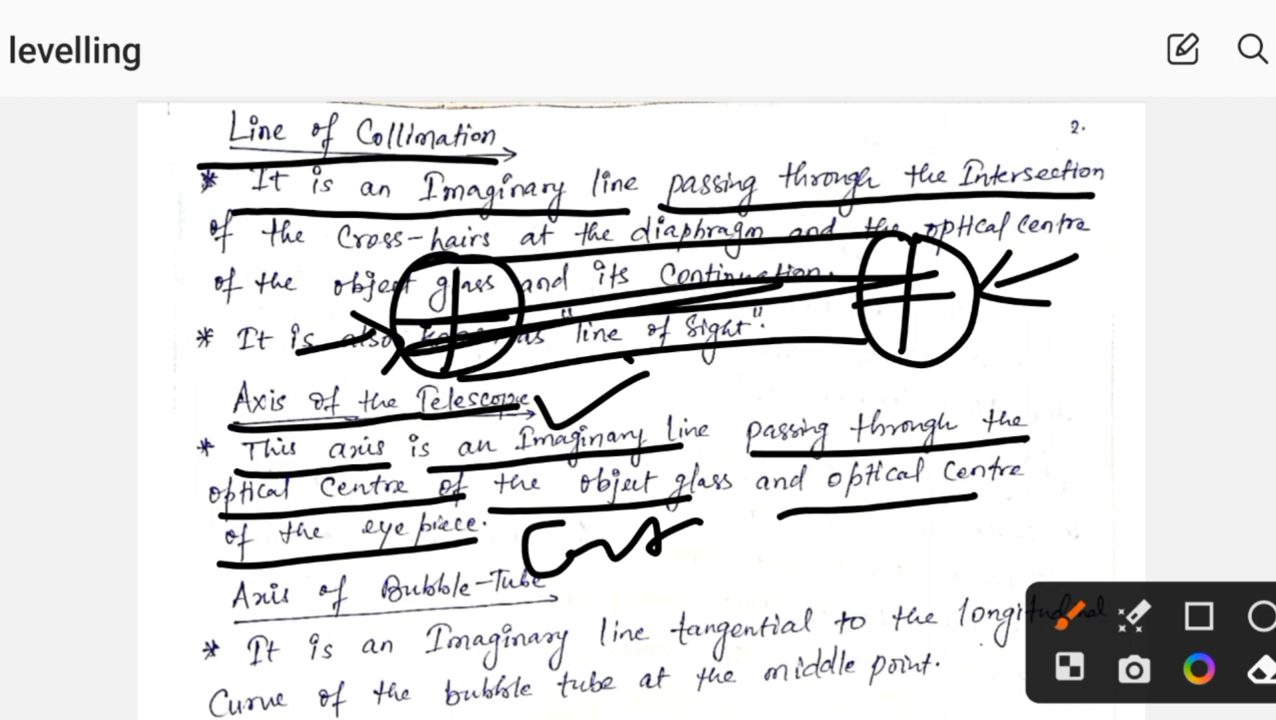 levelling
2.
Line of Collimation
* It is an Imaginary line passing through the Intersection
of the Cross-hairs at the diaphragm and the optical centre
of the object glass and its Continuation.
* It is also as "line of Sight".
Axis of the Telescope
* This axis is an Imaginary line passing through the
optical Centre of the object glass and optical Centre
of the eye piece.
Axis of Bubble-Tube
* It is an Imaginary line tangential to the longitudinal
Curve of the bubble tube at the middle point.